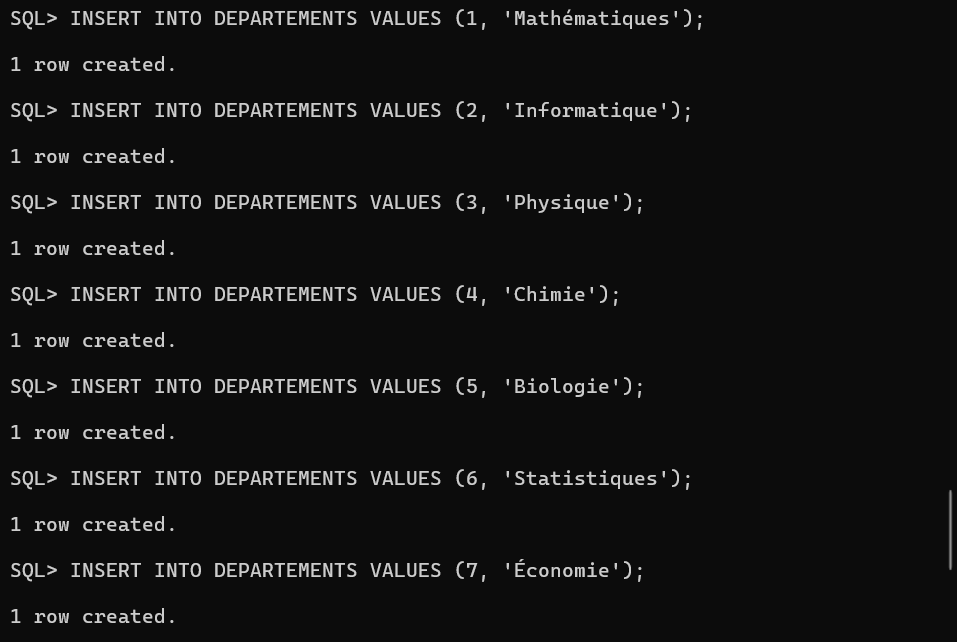 SQL> INSERT INTO DEPARTEMENTS VALUES (1, 'Mathématiques');
1 row created.
SQL> INSERT INTO DEPARTEMENTS VALUES (2, 'Informatique');
1 row created.
SQL> INSERT INTO DEPARTEMENTS VALUES (3, 'Physique');
1 row created.
SQL> INSERT INTO DEPARTEMENTS VALUES (4, 'Chimie');
1 row created.
SQL> INSERT INTO DEPARTEMENTS VALUES (5, 'Biologie');
1 row created.
SQL> INSERT INTO DEPARTEMENTS VALUES (6, 'Statistiques');
1 row created.
SQL> INSERT INTO DEPARTEMENTS VALUES (7, 'Économie');
1 row created.